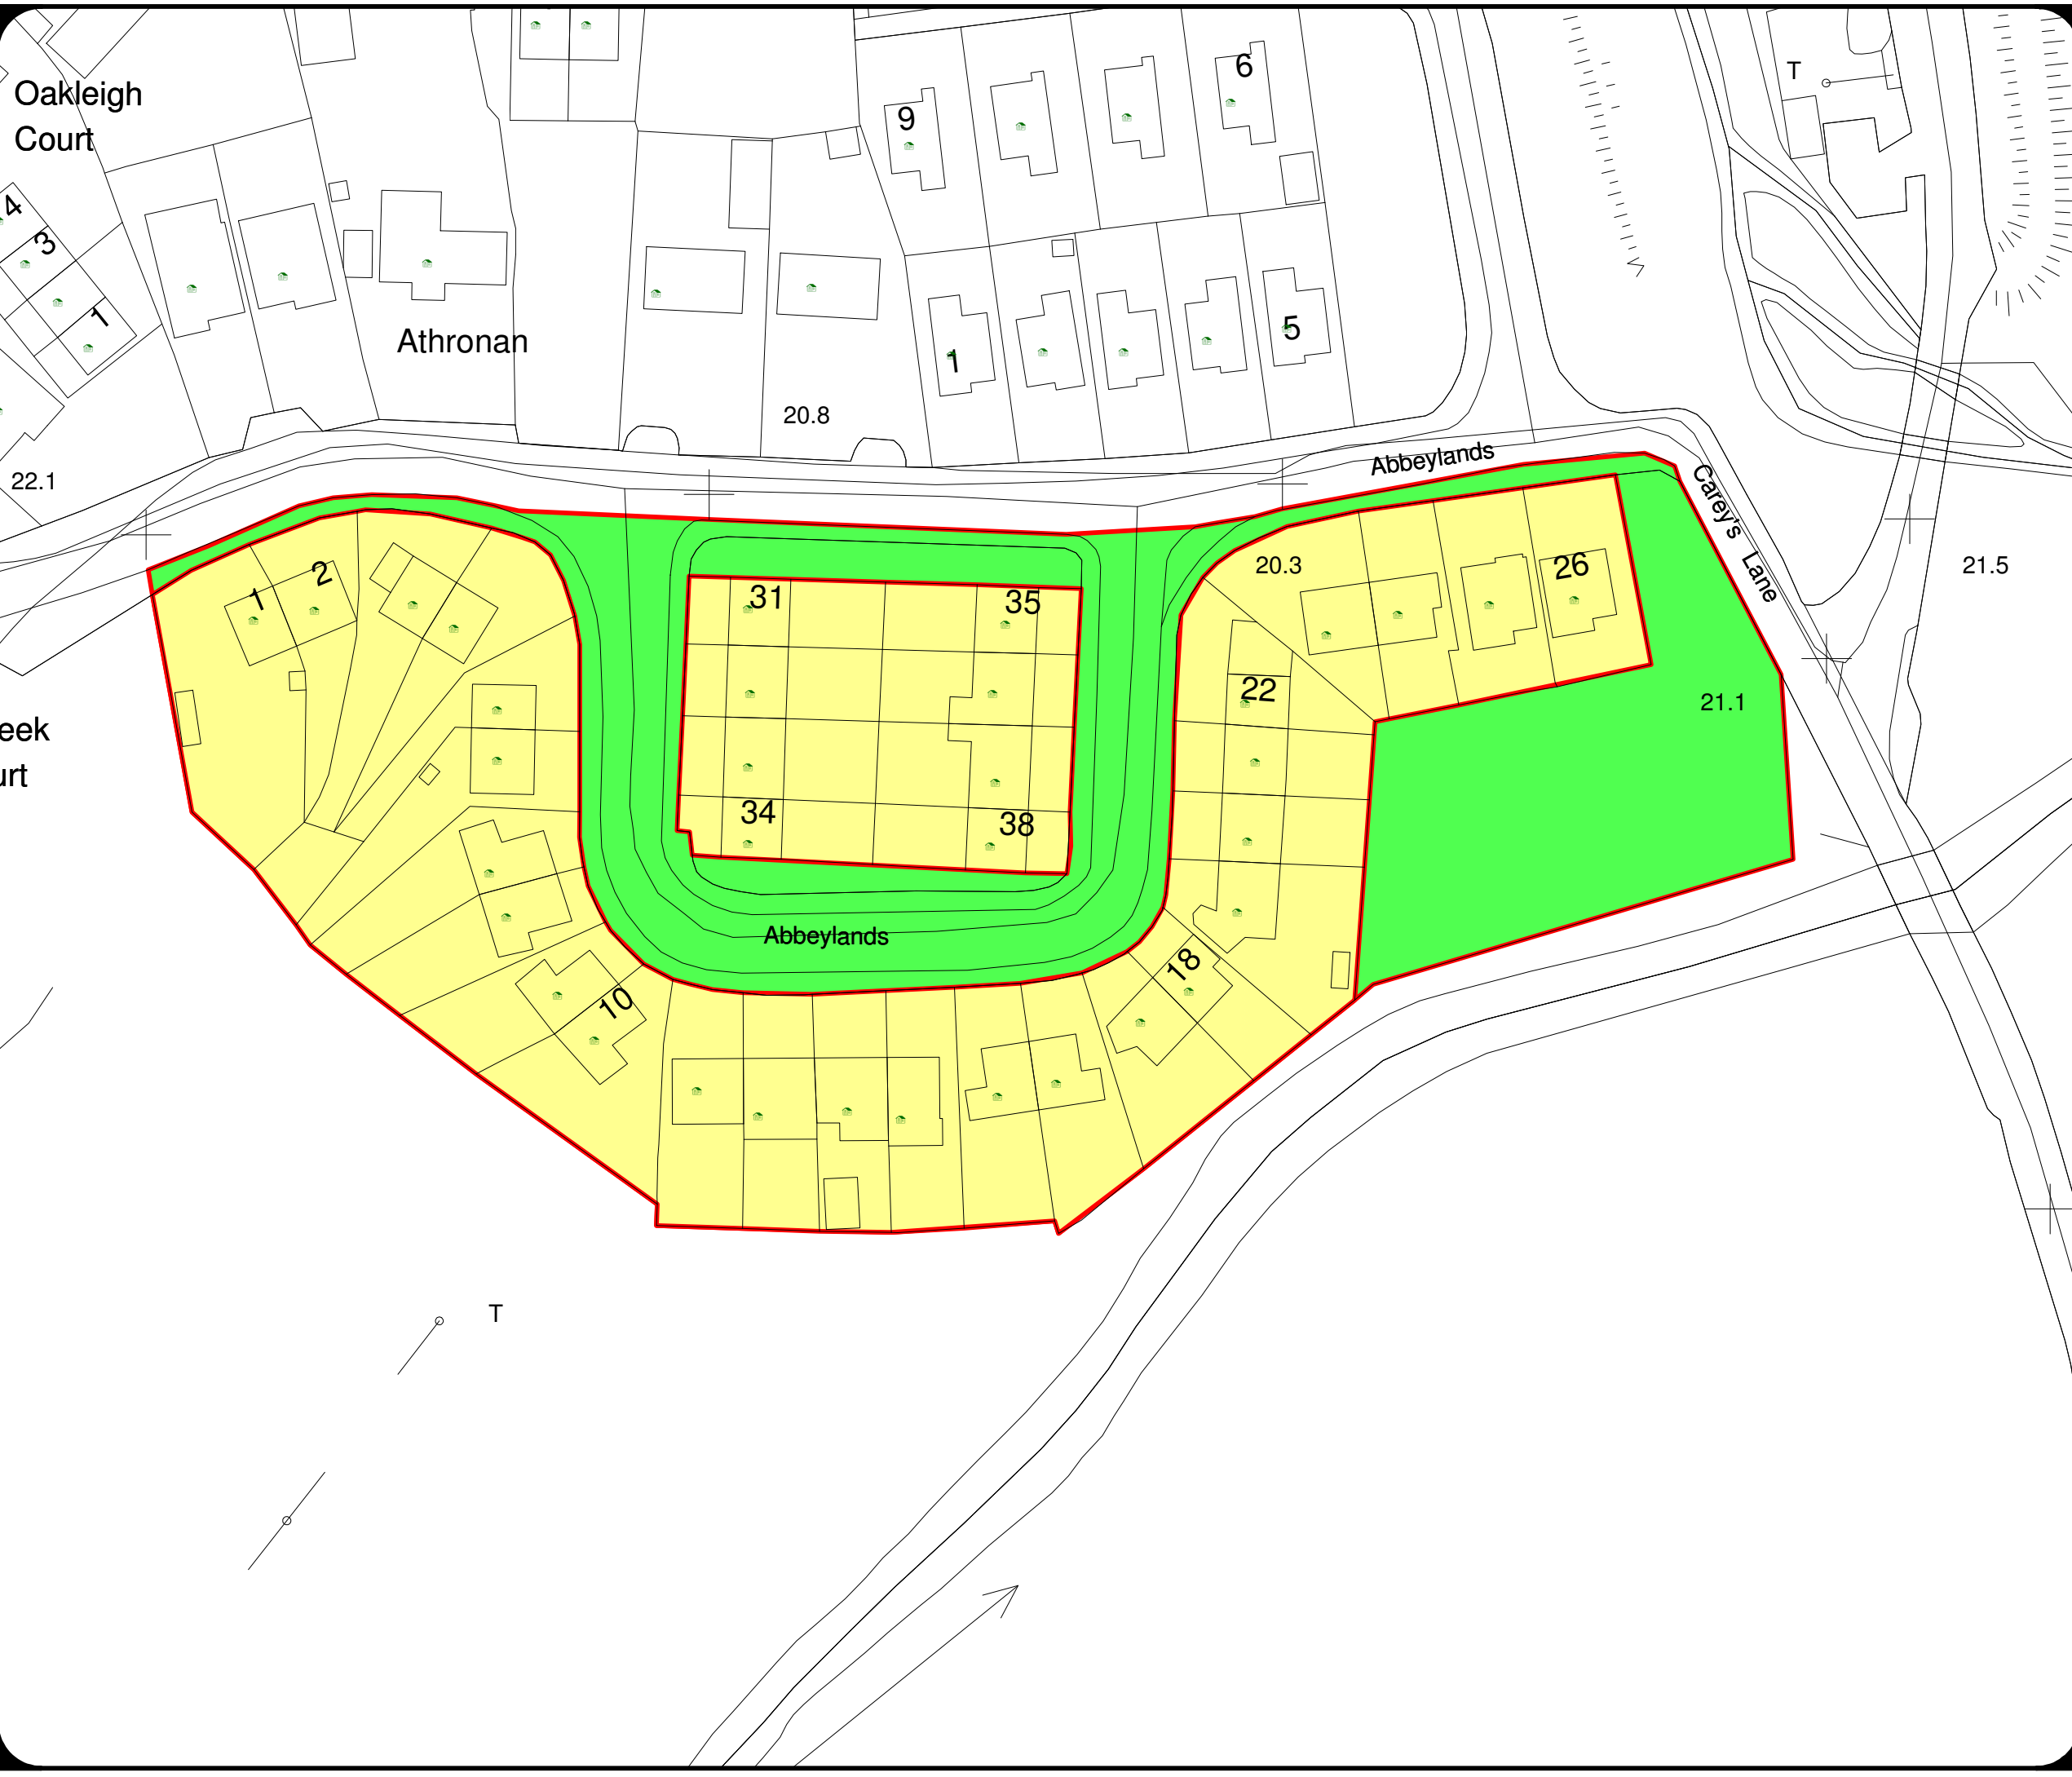 Oakleigh
Court
4
3
1
Athronan
9
6
T
1
5
20.8
22.1
Abbeylands
Carey's Lane
1
2
31
35
20.3
26
21.5
22
21.1
eek
urt
34
38
Abbeylands
18
10
T